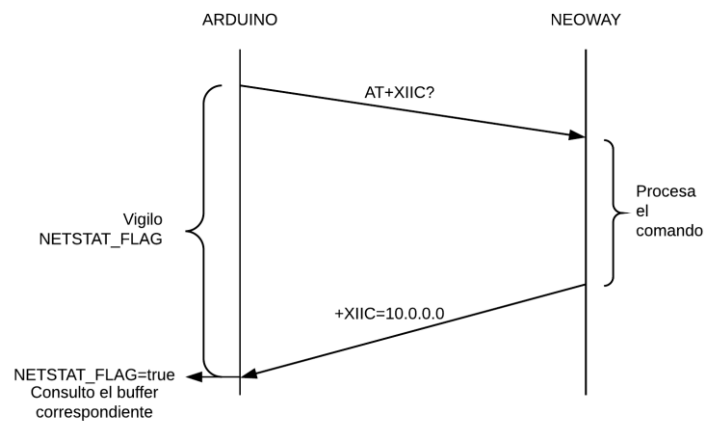 ARDUINO
NEOWAY
AT+XIIC?
Procesa
el
comando
Vigilo
NETSTAT_FLAG
+XIIC=10.0.0.0
NETSTAT_FLAG=true
Consulto el buffer
correspondiente